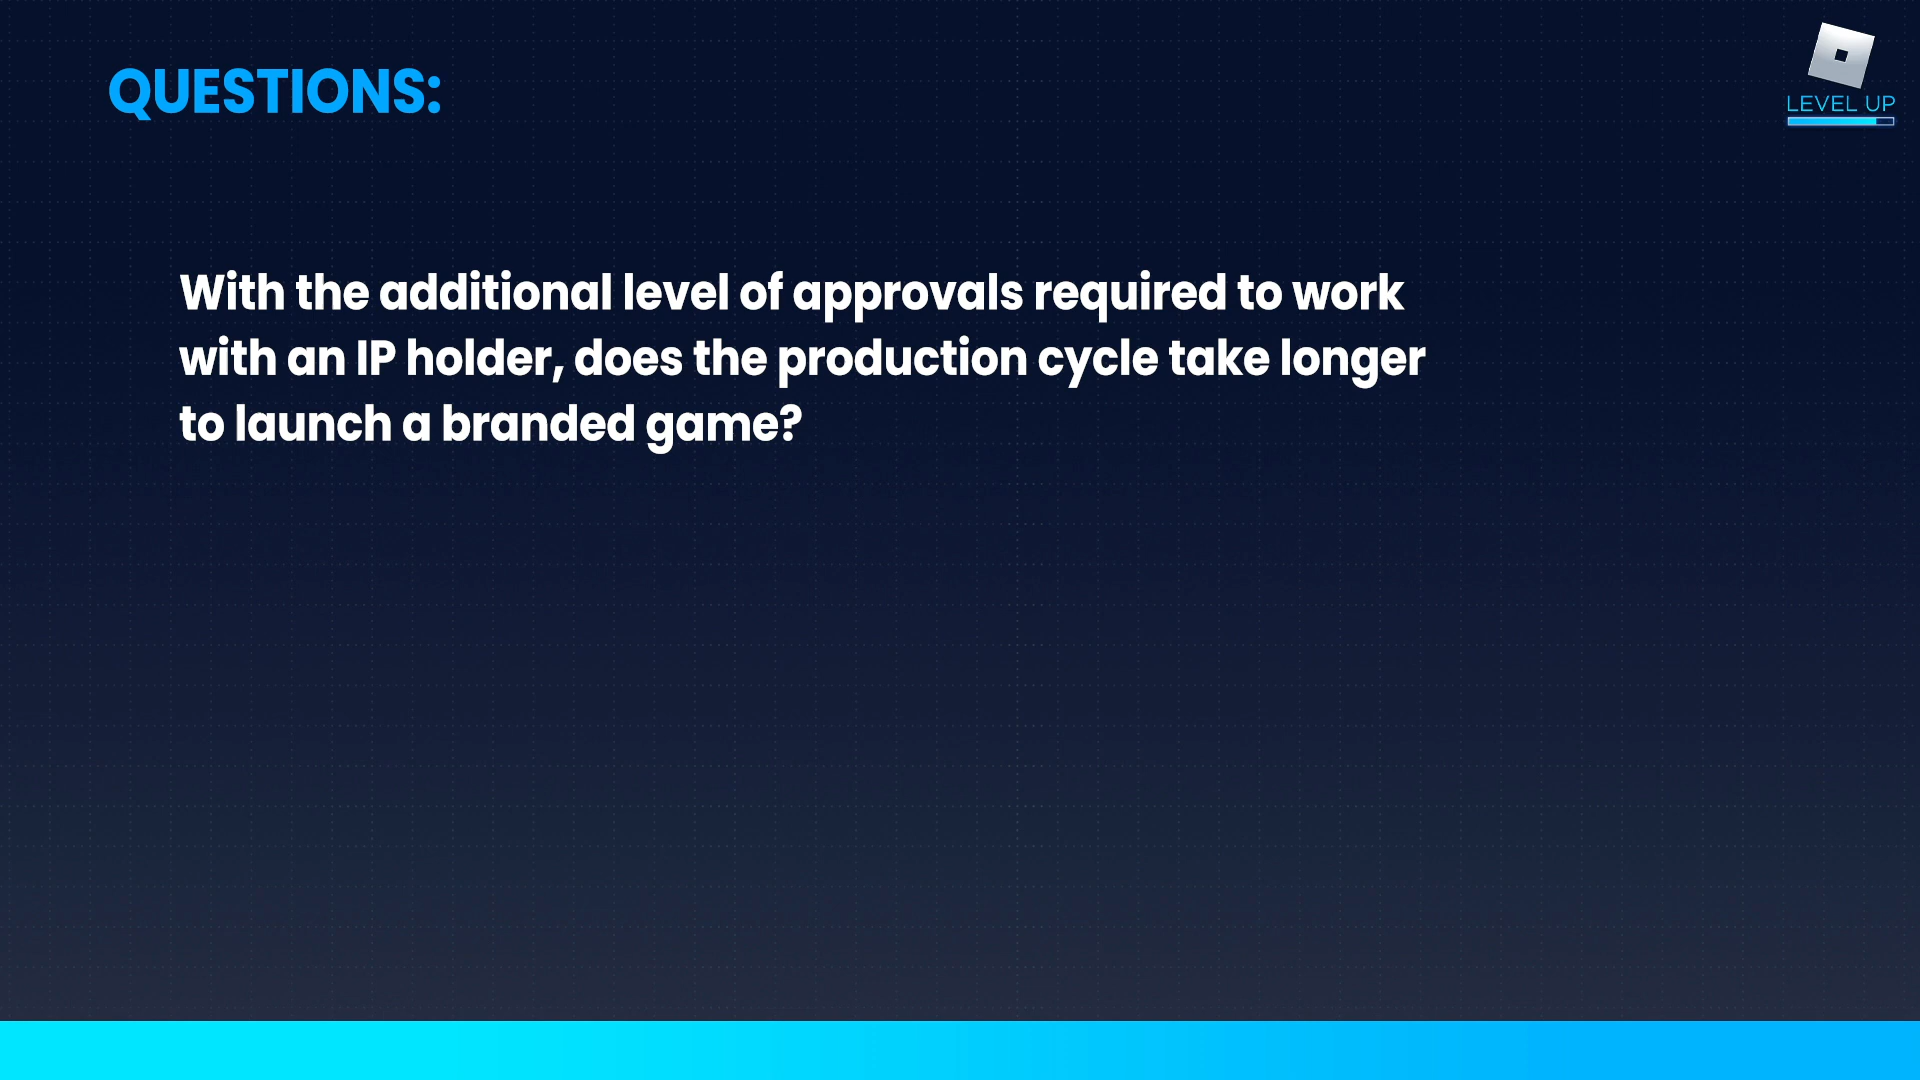 QUESTIONS:
LEVEL UP
With the additional level of approvals required to work
with an IP holder, does the production cycle take longer
to launch a branded game?